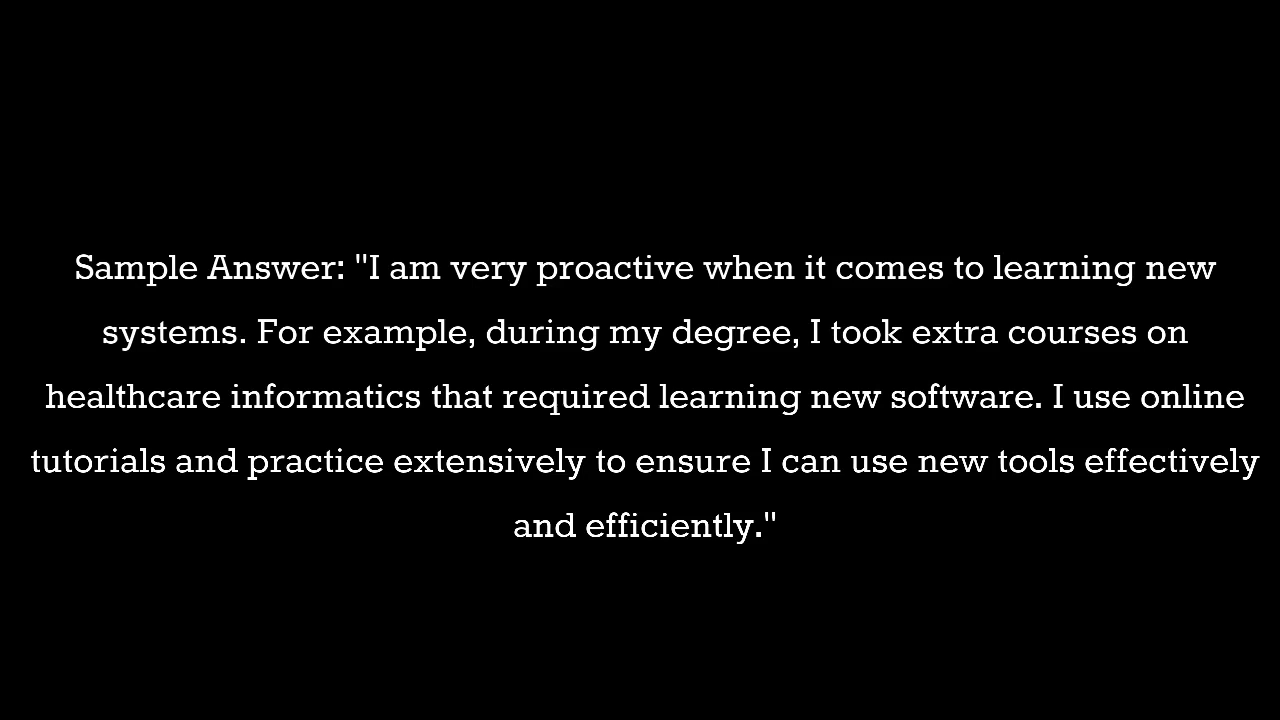 Sample Answer: "I am very proactive when it comes to learning new
systems. For example, during my degree, I took extra courses on
healthcare informatics that required learning new software. I use online
tutorials and practice extensively to ensure I can use new tools effectively
and efficiently."